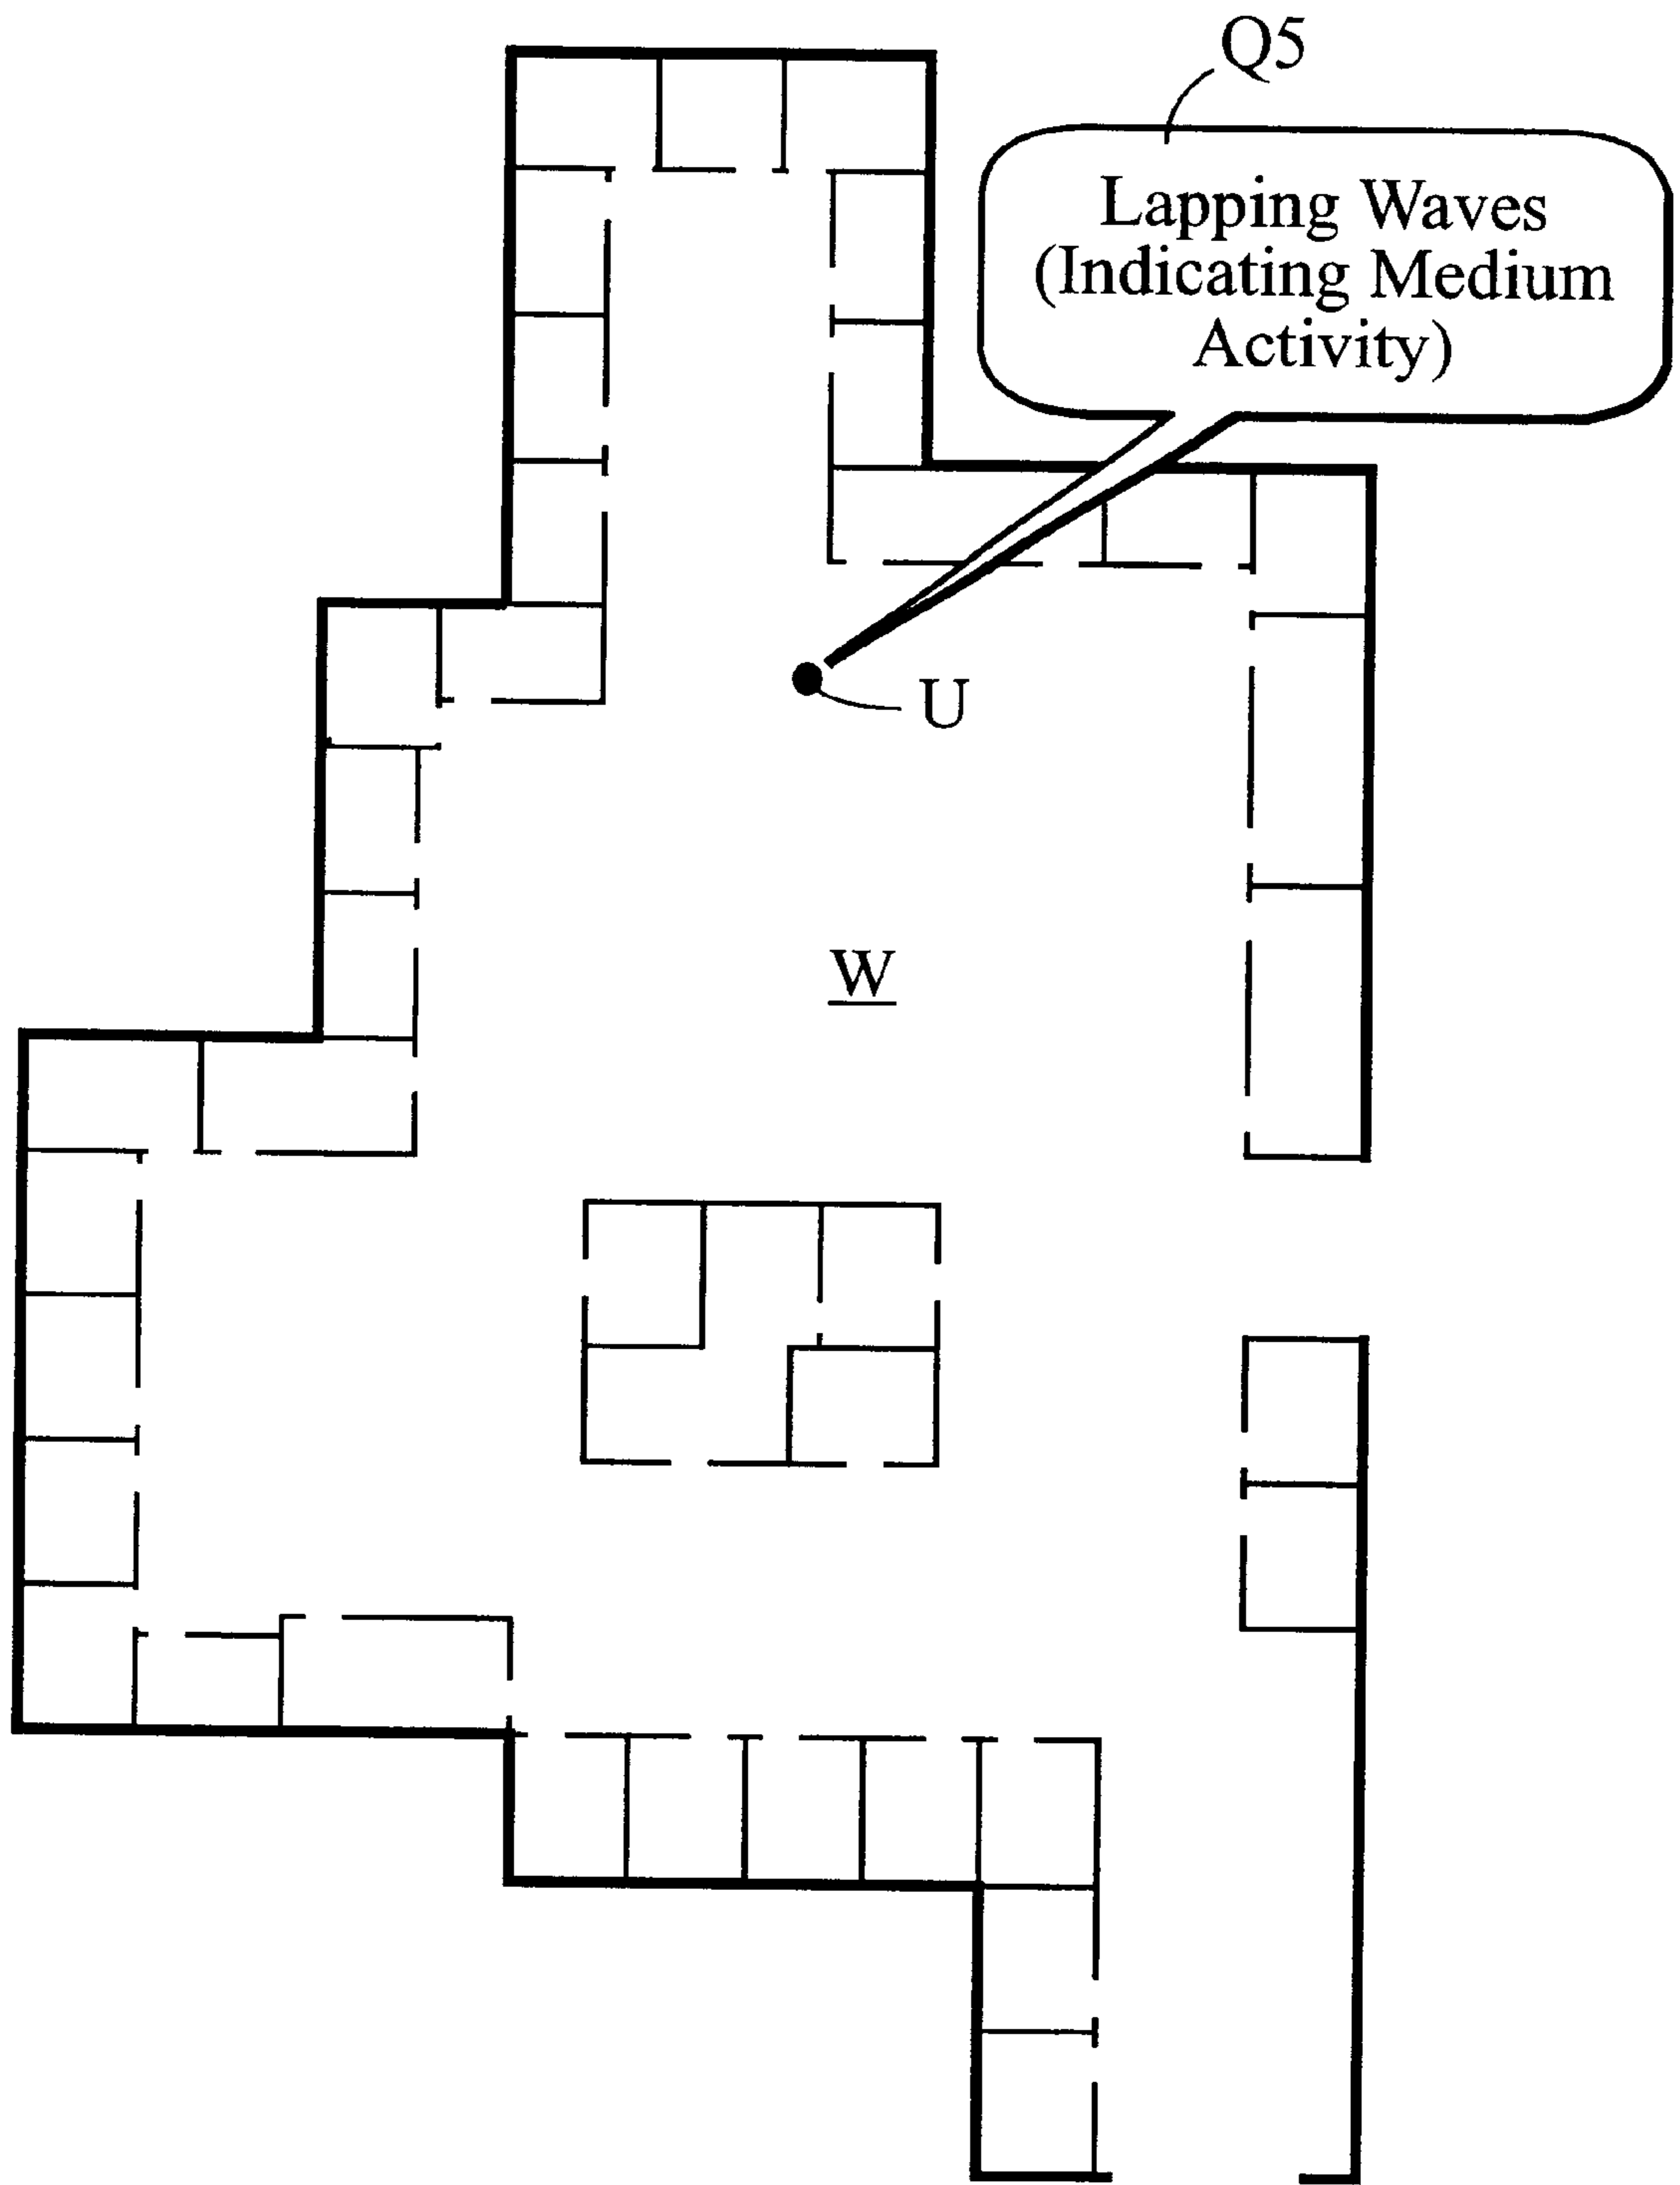 Q5
Lapping Waves
(Indicating Medium
Activity)
U
W